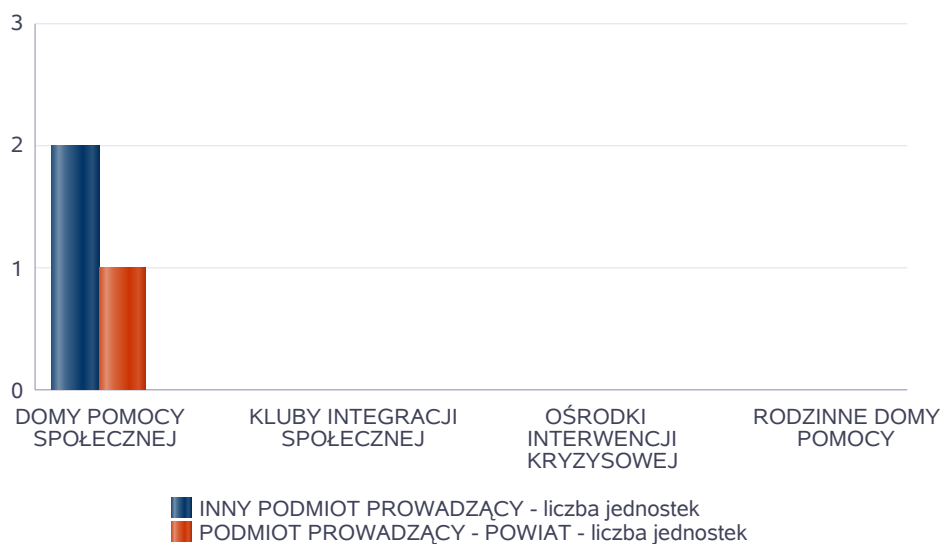 3
2
1
0
DOMY POMOCY
SPOŁECZNEJ
KLUBY INTEGRACJI
SPOŁECZNEJ
OŚRODKI
INTERWENCJI
KRYZYSOWEJ
RODZINNE DOMY
POMOCY
INNY PODMIOT PROWADZĄCY - liczba jednostek
PODMIOT PROWADZĄCY - POWIAT - liczba jednostek